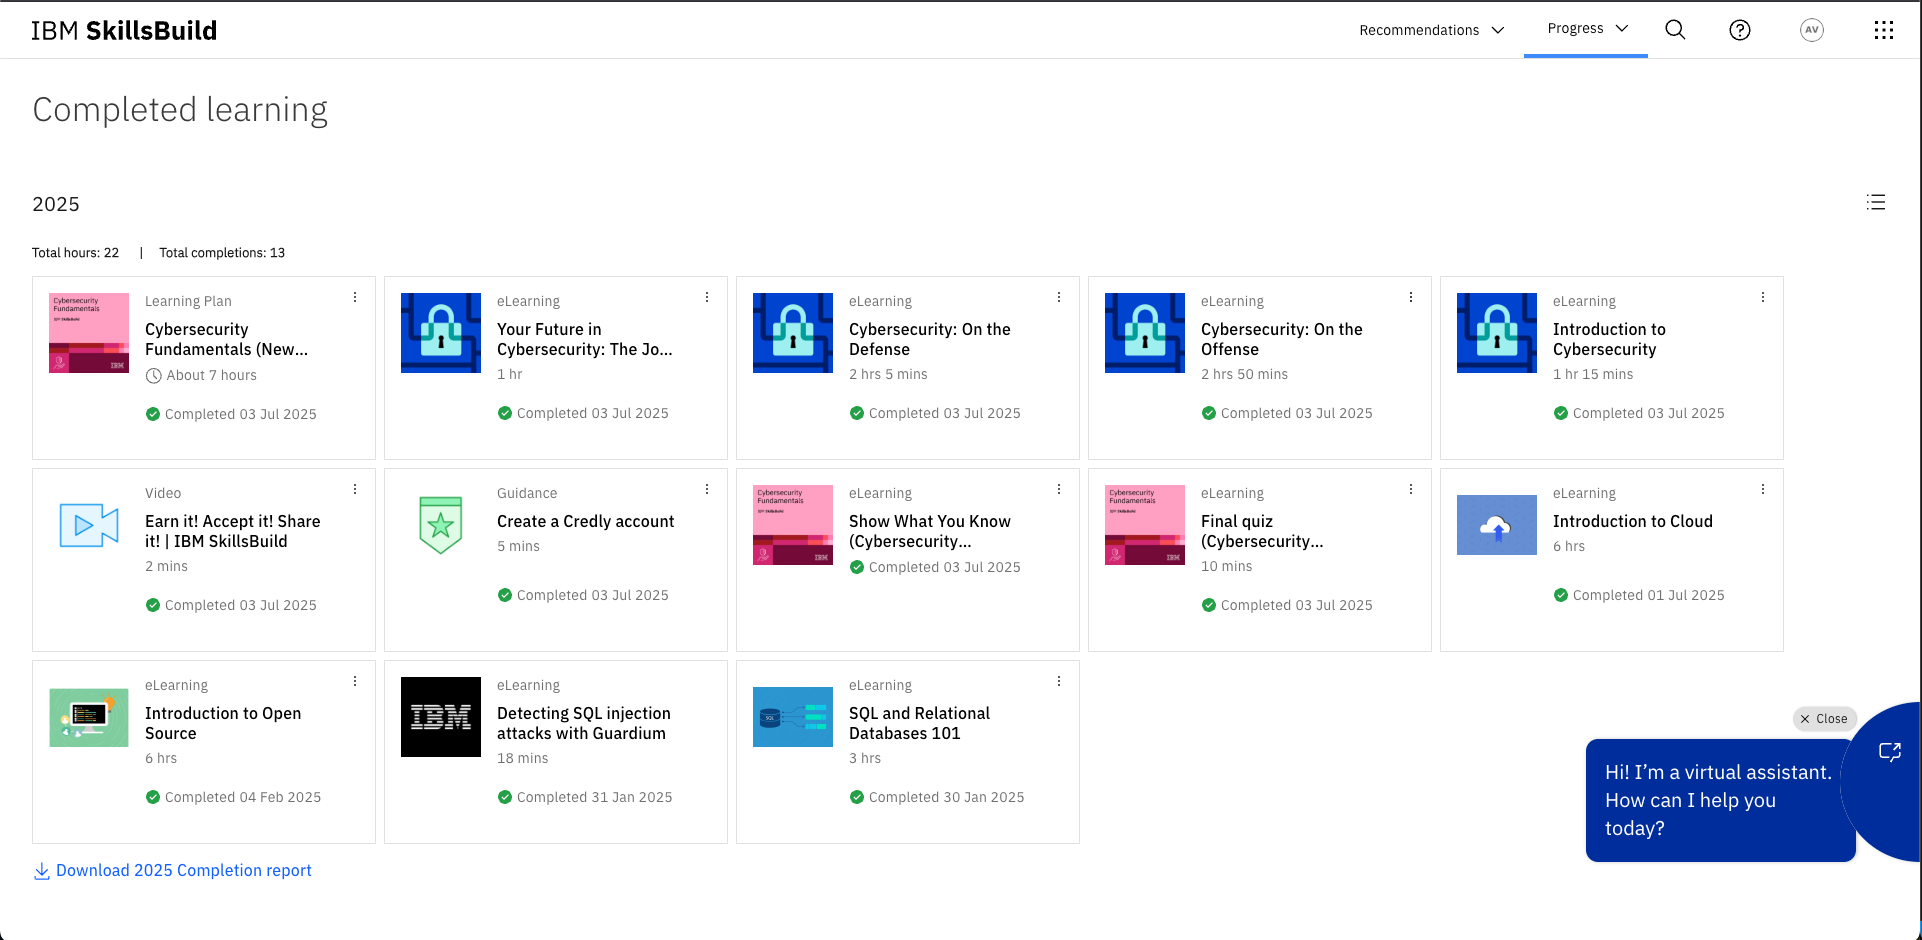 IBM SkillsBuild
Recommendations
Progress
AV
Completed learning
2025
Total hours: 22 | Total completions: 13
Cybersecurity
Fundamentals
IBM SkillsBuild
IBM
Learning Plan
Cybersecurity
Fundamentals (New...
About 7 hours
Completed 03 Jul 2025
eLearning
Your Future in
Cybersecurity: The Jo...
1 hr
Completed 03 Jul 2025
eLearning
Cybersecurity: On the
Defense
2 hrs 5 mins
Completed 03 Jul 2025
eLearning
Cybersecurity: On the
Offense
2 hrs 50 mins
Completed 03 Jul 2025
eLearning
Introduction to
Cybersecurity
1 hr 15 mins
Completed 03 Jul 2025
Video
Earn it! Accept it! Share
it! | IBM SkillsBuild
2 mins
Completed 03 Jul 2025
Guidance
Create a Credly account
5 mins
Completed 03 Jul 2025
Cybersecurity
Fundamentals
IBM SkillsBuild
IBM
eLearning
Show What You Know
(Cybersecurity...
Completed 03 Jul 2025
Cybersecurity
Fundamentals
IBM SkillsBuild
IBM
eLearning
Final quiz
(Cybersecurity...
10 mins
Completed 03 Jul 2025
eLearning
Introduction to Cloud
6 hrs
Completed 01 Jul 2025
eLearning
Introduction to Open
Source
6 hrs
Completed 04 Feb 2025
IBM
eLearning
Detecting SQL injection
attacks with Guardium
18 mins
Completed 31 Jan 2025
SQL
eLearning
SQL and Relational
Databases 101
3 hrs
Completed 30 Jan 2025
Close
Hi! I’m a virtual assistant.
How can I help you
today?
Download 2025 Completion report